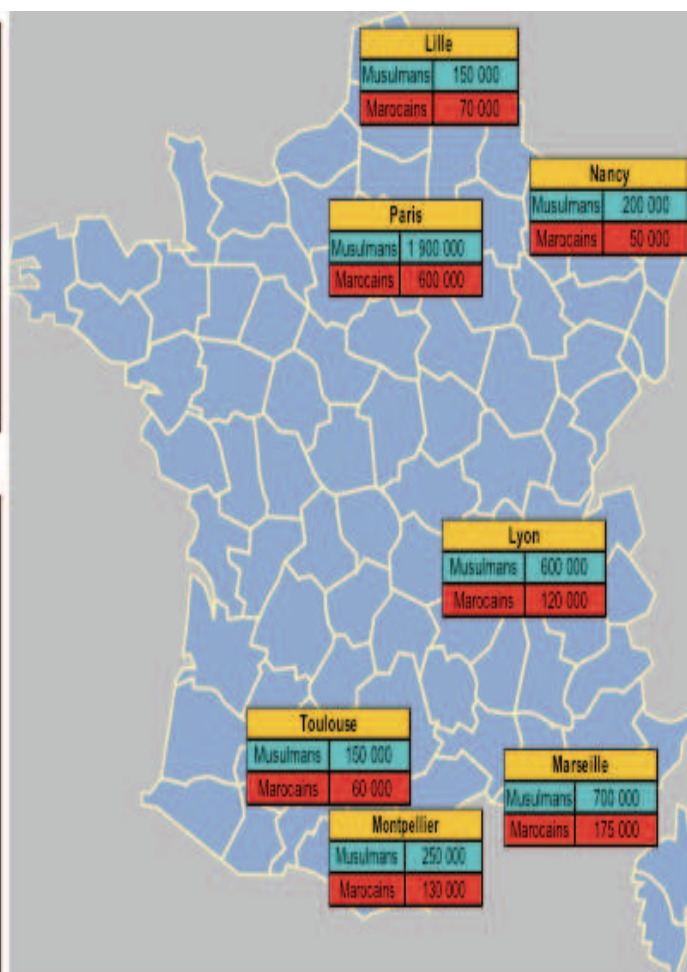 Lille
Musulmans 150 000
Marocains 70 000
Nancy
Musulmans 200 000
Marocains 50 000
Paris
Musulmans 1 900 000
Marocains 600 000
Lyon
Musulmans 600 000
Marocains 120 000
Toulouse
Musulmans 150 000
Marocains 60 000
Marseille
Musulmans 700 000
Marocains 175 000
Montpellier
Musulmans 250 000
Marocains 130 000